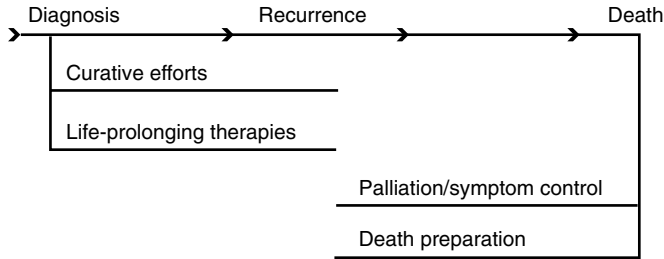 Diagnosis Recurrence Death
Curative efforts
Life-prolonging therapies
Palliation/symptom control
Death preparation